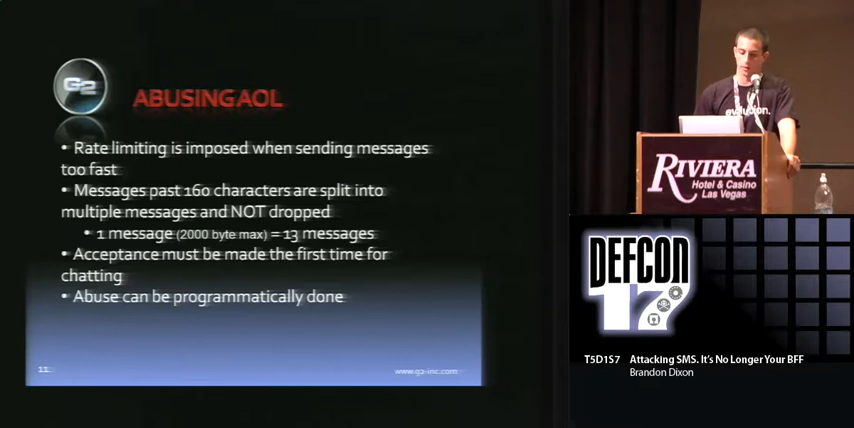 G2
ABUSING AOL
• Rate limiting is imposed when sending messages
too fast
• Messages past 160 characters are split into
multiple messages and NOT dropped
• 1 message (2000 byte max) = 13 messages
• Acceptance must be made the first time for
chatting
• Abuse can be programmatically done
11
www.g2-inc.com
RIVIERA
Hotel & Casino
Las Vegas
DEFCON
17
T5D1S7 Attacking SMS. It's No Longer Your BFF
Brandon Dixon